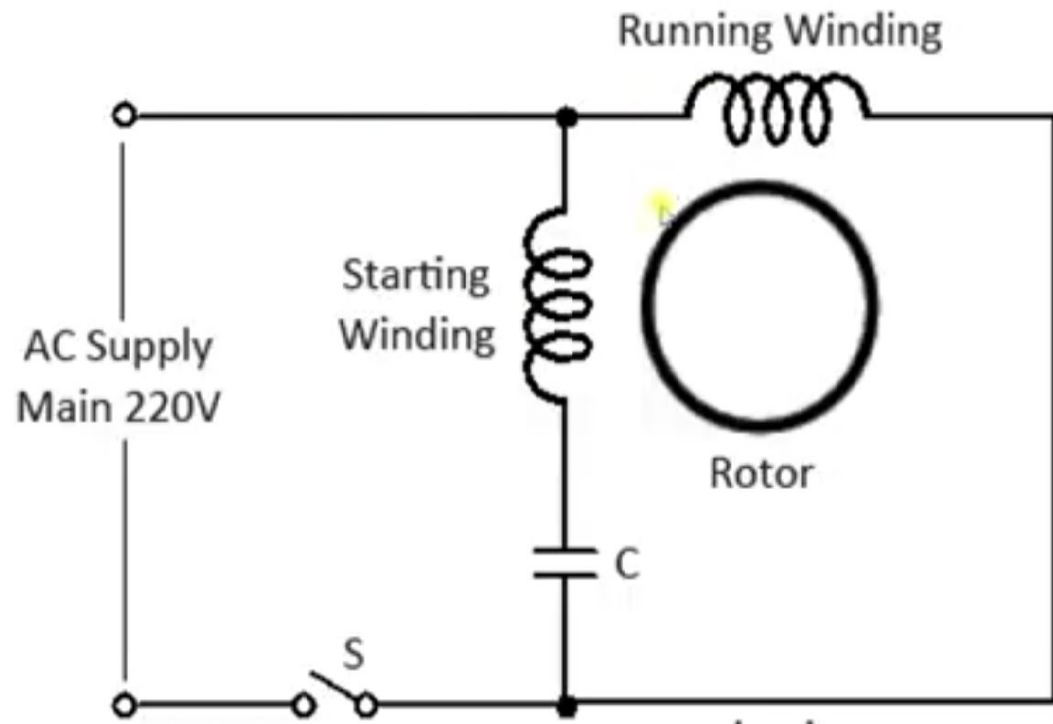 Running Winding
Starting
Winding
AC Supply
Main 220V
Rotor
C
S